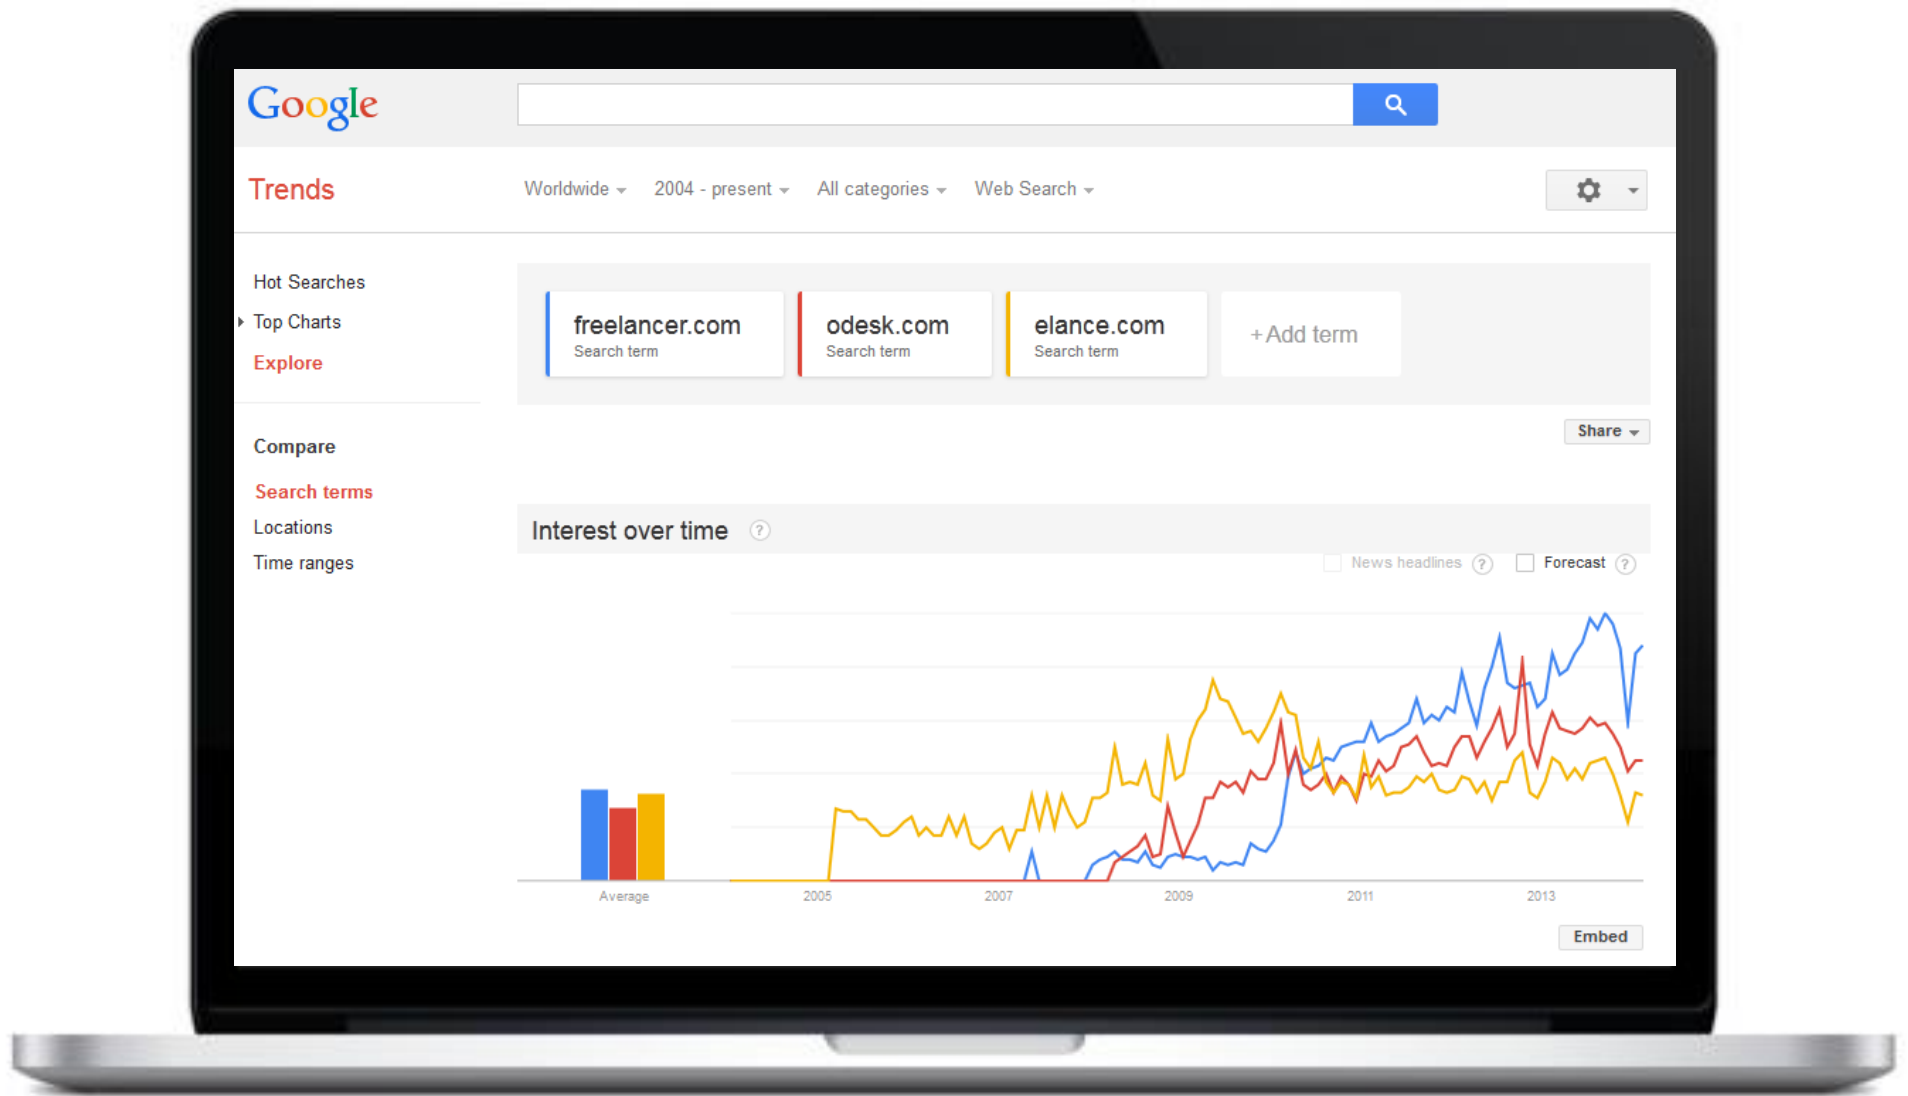 Google
Trends
Worldwide 2004 - present All categories Web Search
Hot Searches
Top Charts
Explore
Compare
Search terms
Locations
Time ranges
freelancer.com
Search term
odesk.com
Search term
elance.com
Search term
+Add term
Share
Interest over time ?
News headlines ? Forecast ?
Average 2005 2007 2009 2011 2013
Embed